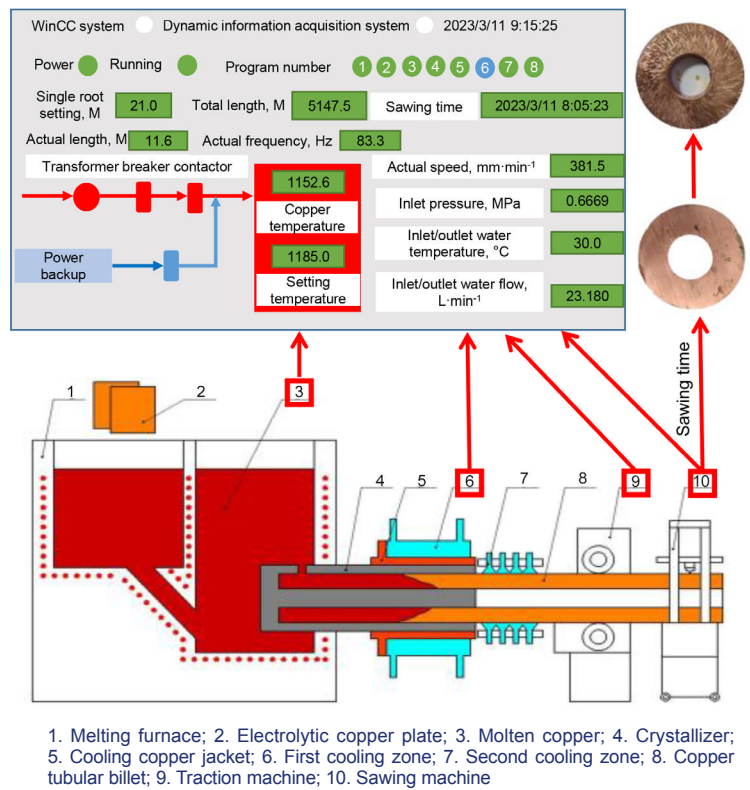 WinCC system Dynamic information acquisition system 2023/3/11 9:15:25
Power Running Program number 1 2 3 4 5 6 7 8
Single root setting, M 21.0 Total length, M 5147.5 Sawing time 2023/3/11 8:05:23
Actual length, M 11.6 Actual frequency, Hz 83.3
Transformer breaker contactor
Actual speed, mm·min-1 381.5
1152.6
Copper
temperature
Inlet pressure, MPa 0.6669
Inlet/outlet water
temperature, °C
30.0
Power
backup
1185.0
Setting
temperature
Inlet/outlet water flow,
L·min-1
23.180
Sawing time
1 2 3
4 5 6 7 8 9 10
1. Melting furnace; 2. Electrolytic copper plate; 3. Molten copper; 4. Crystallizer;
5. Cooling copper jacket; 6. First cooling zone; 7. Second cooling zone; 8. Copper
tubular billet; 9. Traction machine; 10. Sawing machine